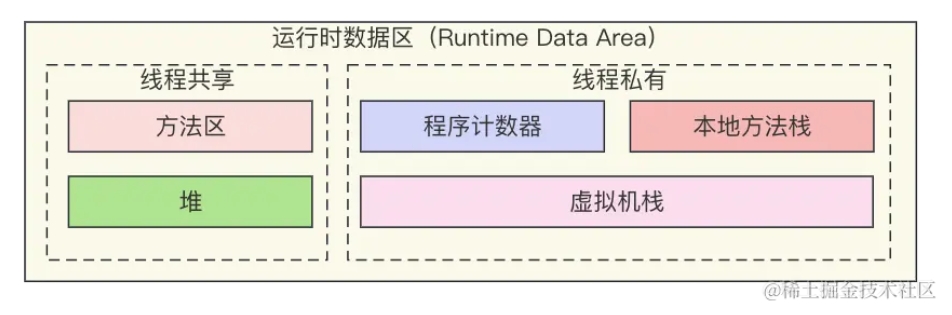 运行时数据区（Runtime Data Area）
线程共享
线程私有
方法区
程序计数器
本地方法栈
堆
虚拟机栈
@稀土掘金技术社区